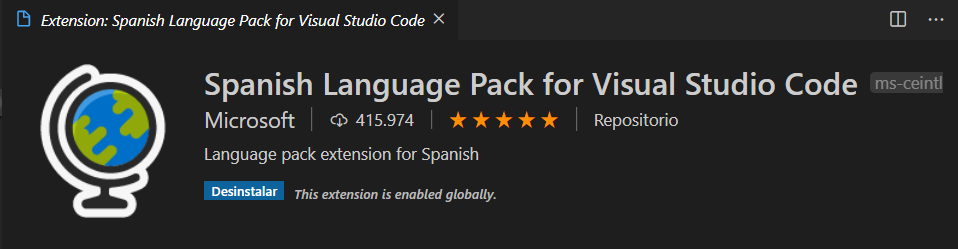 Extension: Spanish Language Pack for Visual Studio Code
Spanish Language Pack for Visual Studio Code ms-ceintl
Microsoft 415.974 Repositorio
Language pack extension for Spanish
Desinstalar This extension is enabled globally.